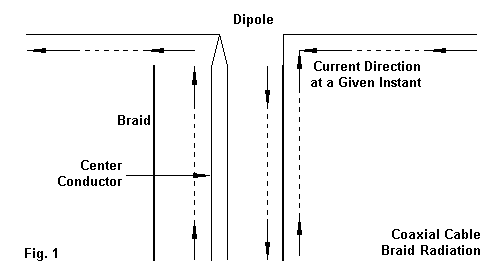 Dipole
Current Direction
at a Given Instant
Braid
Center
Conductor
Coaxial Cable
Braid Radiation
Fig. 1